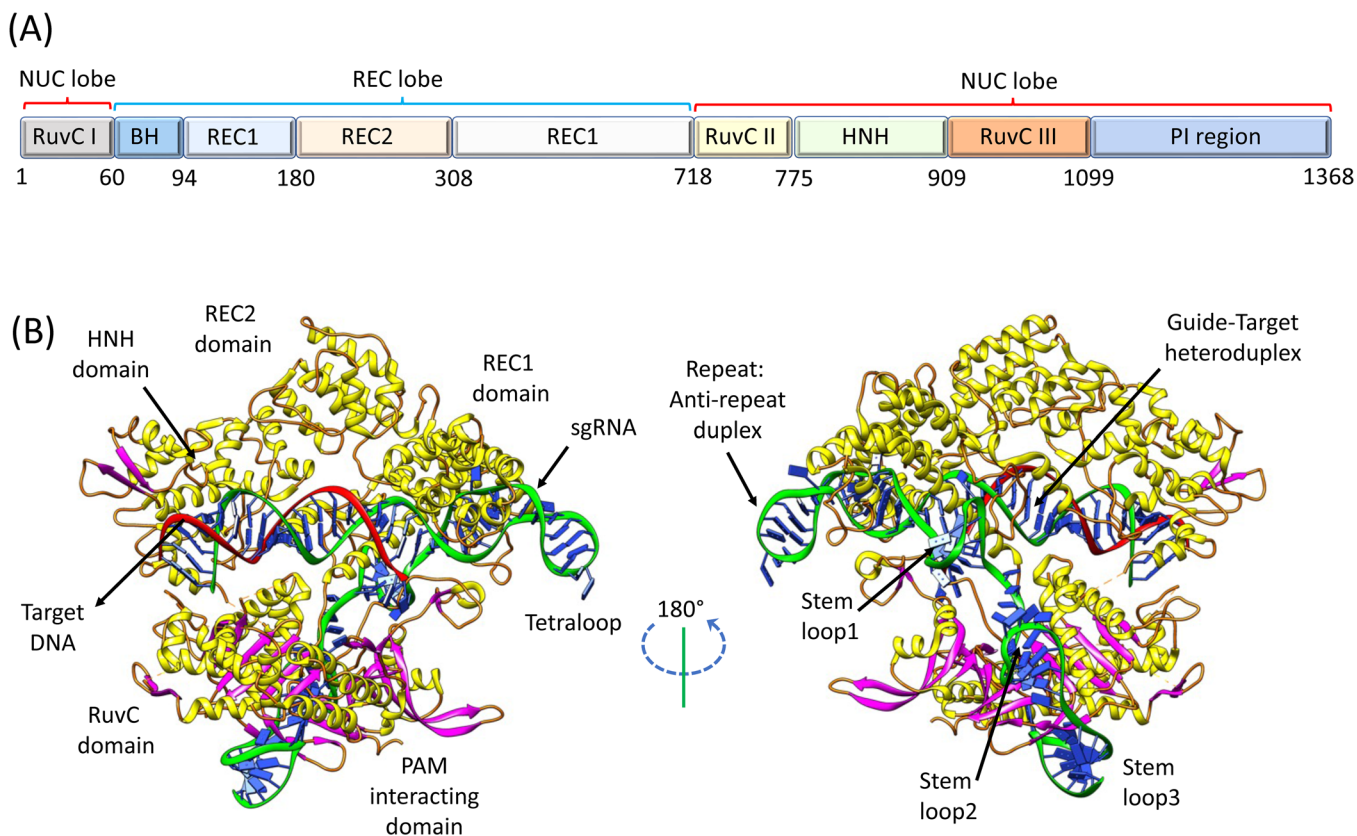 (A)
NUC lobe REC lobe NUC lobe
RuvC I BH REC1 REC2 REC1 RuvC II HNH RuvC III PI region
1 60 94 180 308 718 775 909 1099 1368
(B)
HNH
domain
REC2
domain
REC1
domain
sgRNA
Tetraloop
Target
DNA
RuvC
domain
PAM
interacting
domain
180°
Repeat:
Anti-repeat
duplex
Guide-Target
heteroduplex
Stem
loop1
Stem
loop2
Stem
loop3